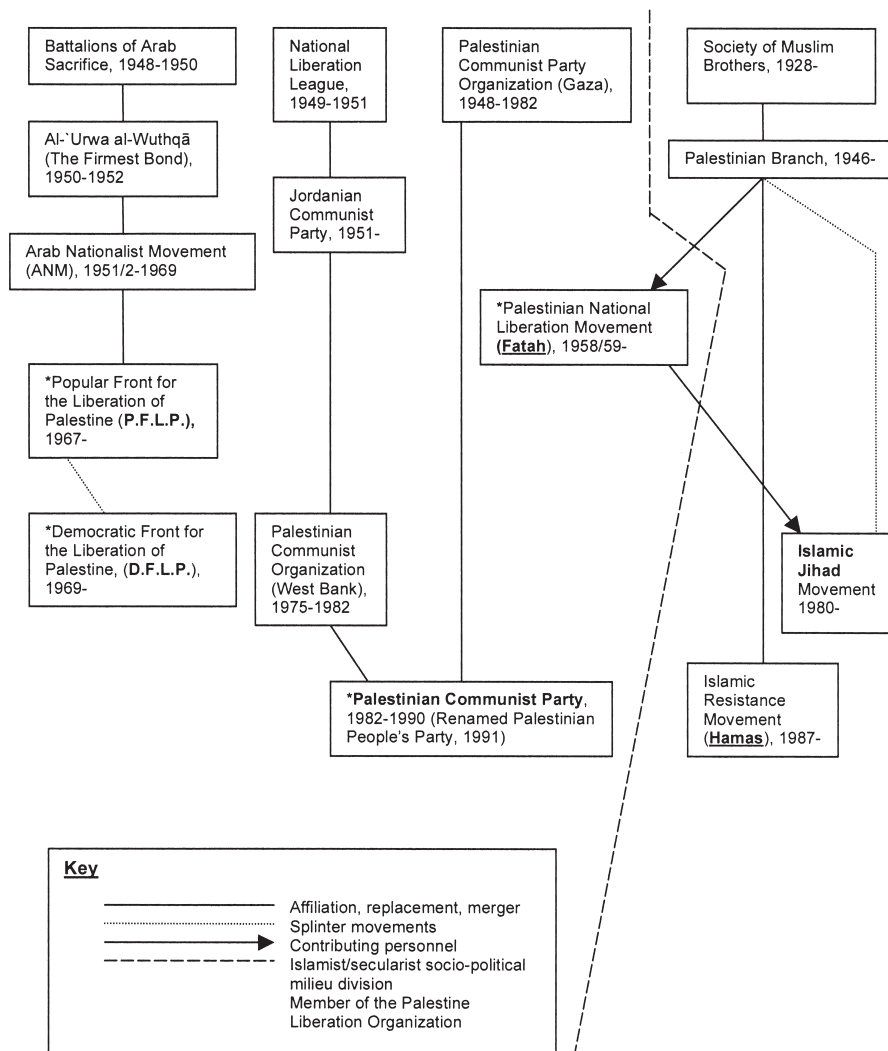 Battalions of Arab
Sacrifice, 1948-1950
Al-`Urwa al-Wuthqā
(The Firmest Bond),
1950-1952
Arab Nationalist Movement
(ANM), 1951/2-1969
*Popular Front for
the Liberation of
Palestine (P.F.L.P.),
1967-
*Democratic Front for
the Liberation of
Palestine, (D.F.L.P.),
1969-
National
Liberation
League,
1949-1951
Jordanian
Communist
Party, 1951-
Palestinian
Communist
Organization
(West Bank),
1975-1982
Palestinian
Communist Party
Organization (Gaza),
1948-1982
*Palestinian Communist Party,
1982-1990 (Renamed Palestinian
People's Party, 1991)
Society of Muslim
Brothers, 1928-
Palestinian Branch, 1946-
*Palestinian National
Liberation Movement
(Fatah), 1958/59-
Islamic
Jihad
Movement
1980-
Islamic
Resistance
Movement
(Hamas), 1987-
Key
Affiliation, replacement, merger
Splinter movements
Contributing personnel
Islamist/secularist socio-political
milieu division
Member of the Palestine
Liberation Organization